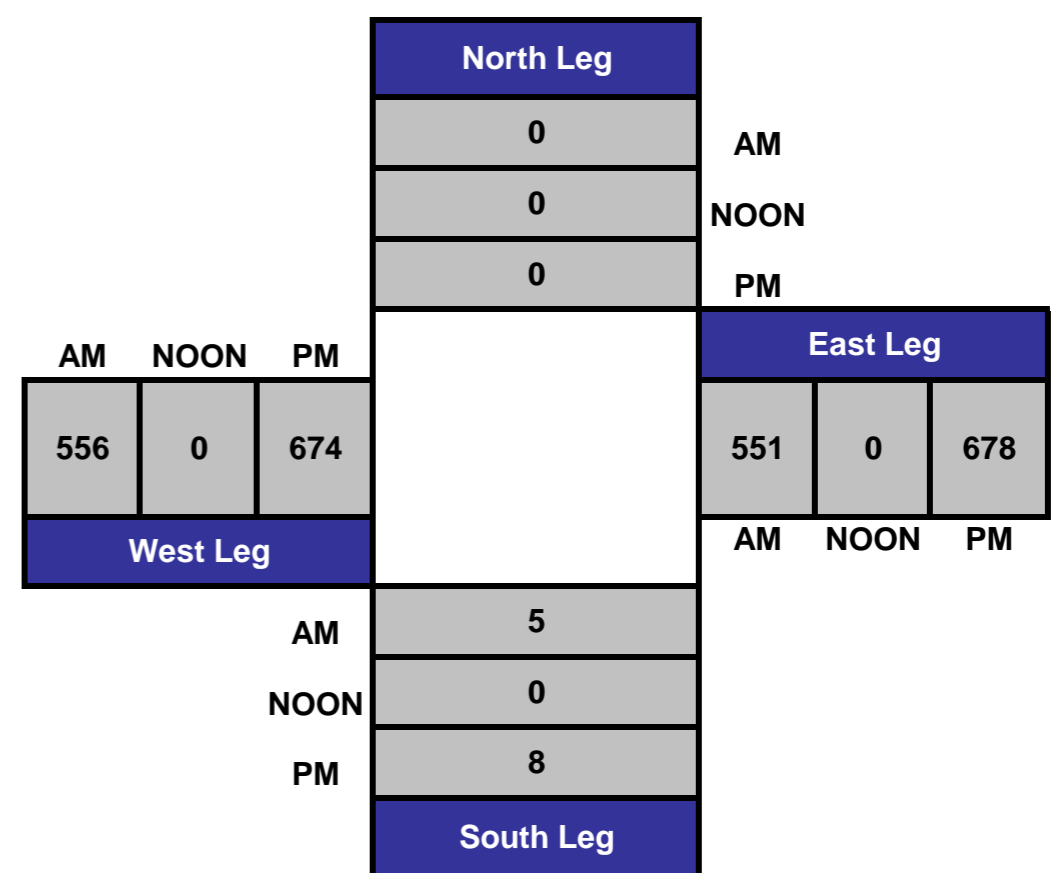 North Leg
0
AM
0
NOON
0
PM
East Leg
AM NOON PM
556 0 674
551 0 678
West Leg
AM NOON PM
AM
5
NOON
0
PM
8
South Leg